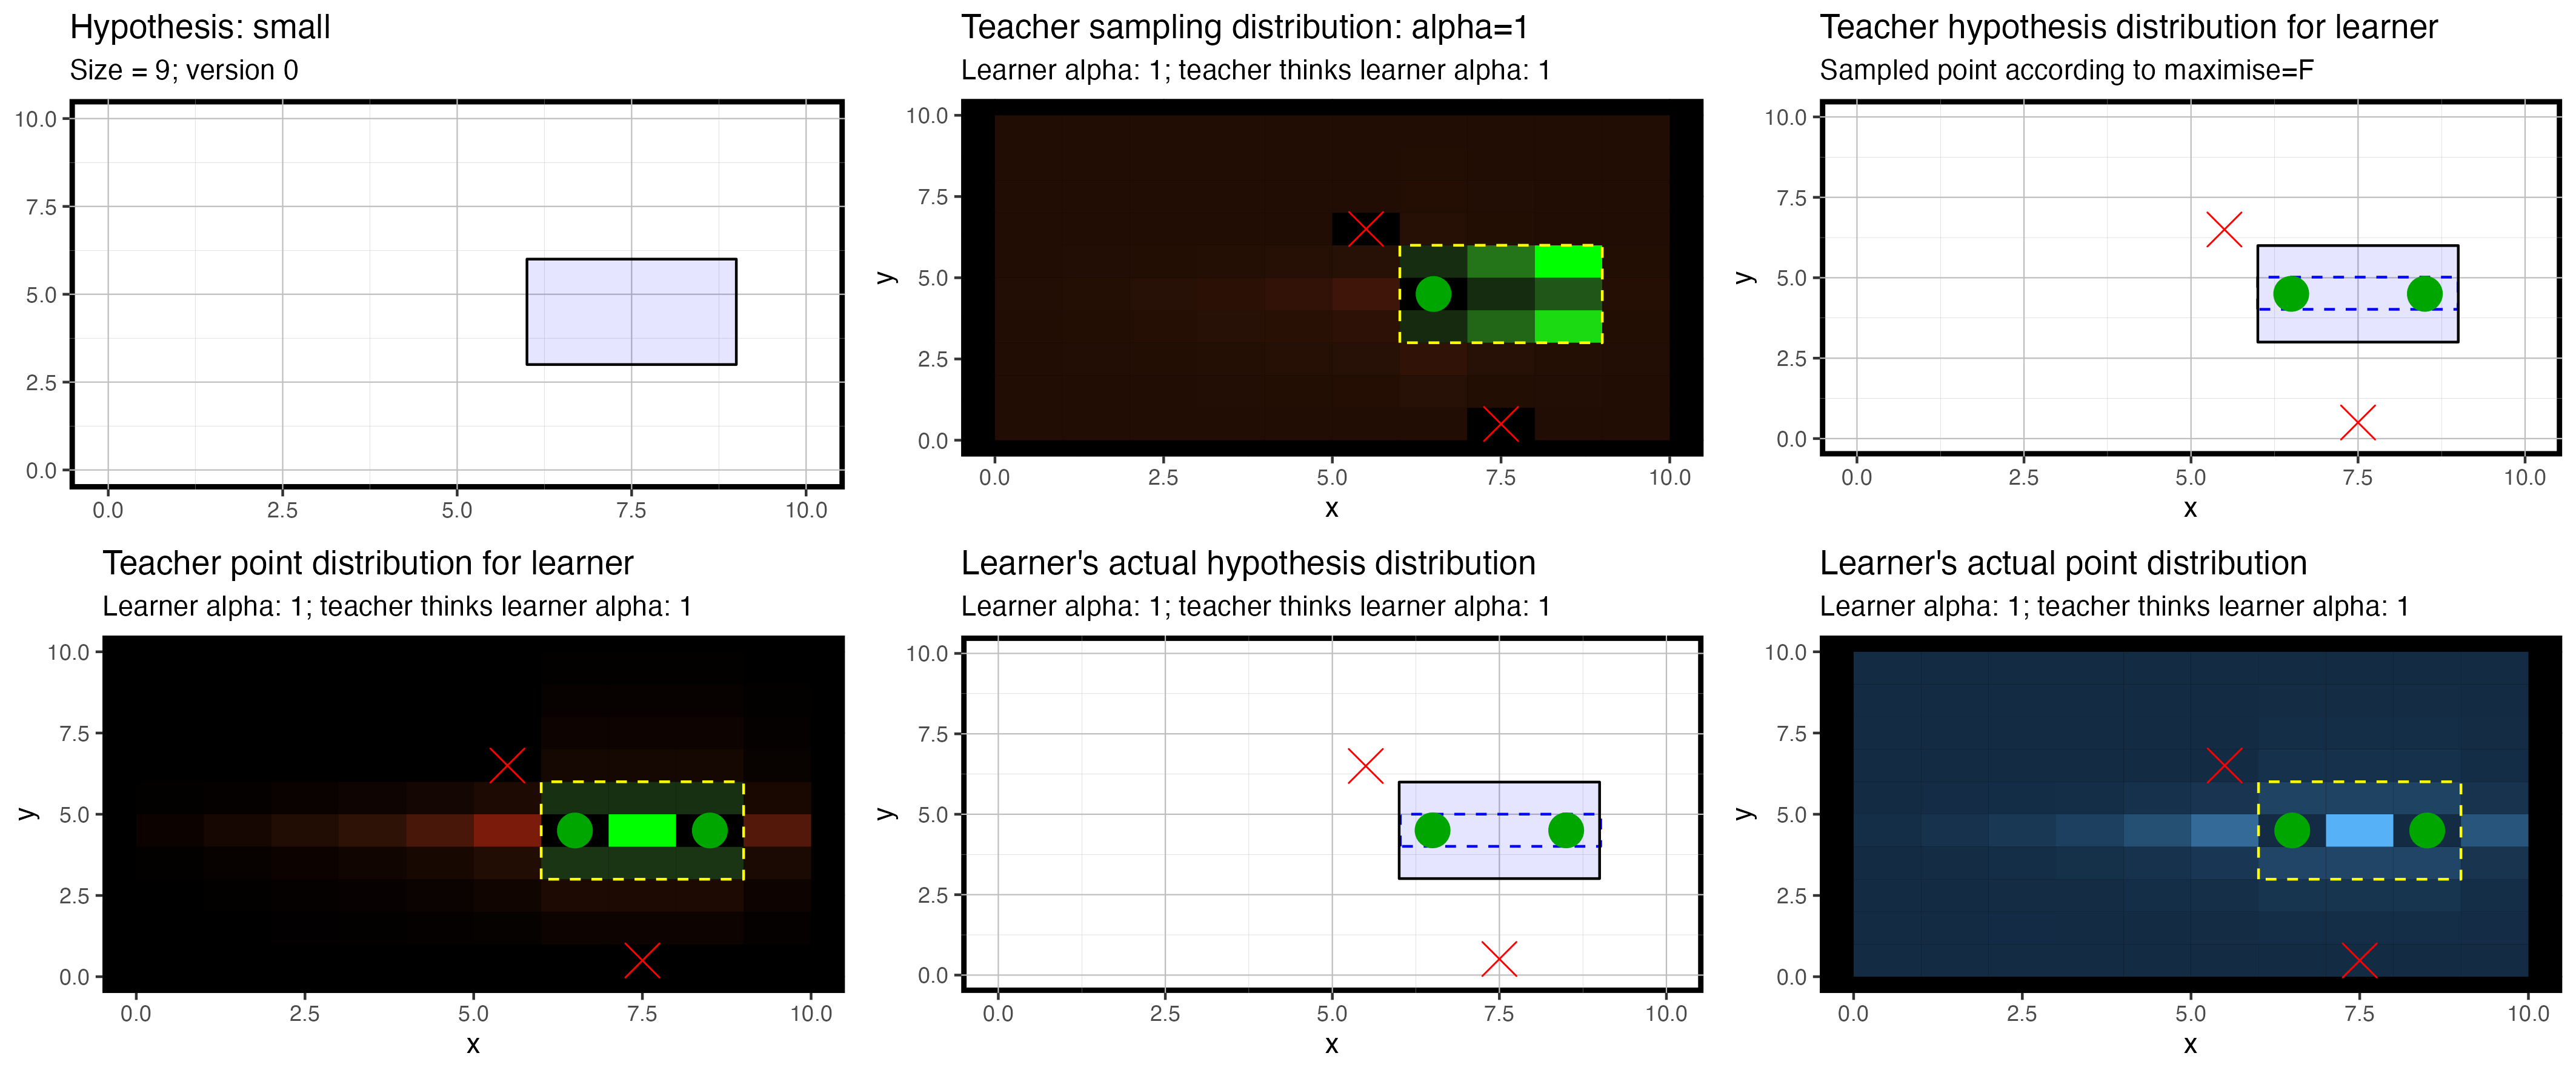 Hypothesis: small
Size = 9; version 0
10.0
7.5
5.0
2.5
0.0
0.0 2.5 5.0 7.5 10.0
Teacher sampling distribution: alpha=1
Learner alpha: 1; teacher thinks learner alpha: 1
y
10.0
7.5
5.0
2.5
0.0
0.0 2.5 5.0 7.5 10.0
x
Teacher hypothesis distribution for learner
Sampled point according to maximise=F
y
10.0
7.5
5.0
2.5
0.0
0.0 2.5 5.0 7.5 10.0
x
Teacher point distribution for learner
Learner alpha: 1; teacher thinks learner alpha: 1
y
10.0
7.5
5.0
2.5
0.0
0.0 2.5 5.0 7.5 10.0
x
Learner's actual hypothesis distribution
Learner alpha: 1; teacher thinks learner alpha: 1
y
10.0
7.5
5.0
2.5
0.0
0.0 2.5 5.0 7.5 10.0
x
Learner's actual point distribution
Learner alpha: 1; teacher thinks learner alpha: 1
y
10.0
7.5
5.0
2.5
0.0
0.0 2.5 5.0 7.5 10.0
x